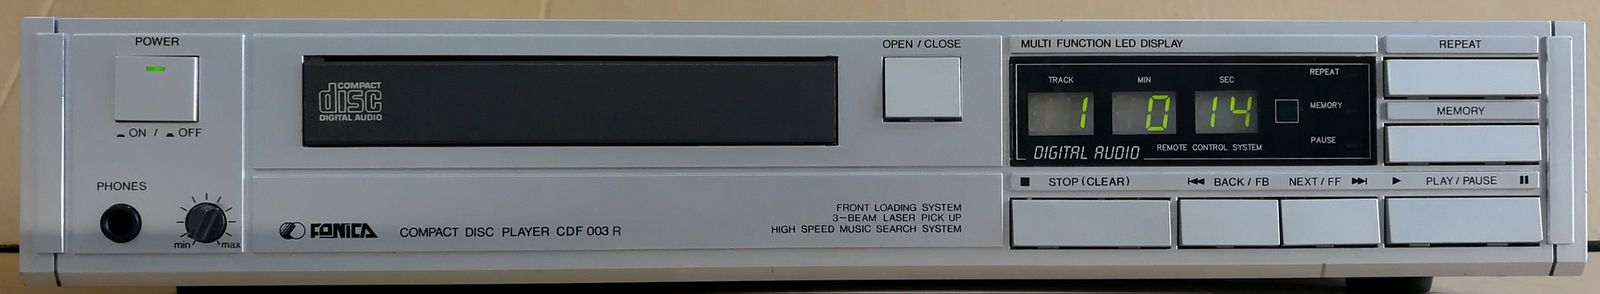 POWER
ON / OFF
PHONES
min max
COMPACT
disc
DIGITAL AUDIO
OPEN / CLOSE
FONICA COMPACT DISC PLAYER CDF 003 R
FRONT LOADING SYSTEM
3-BEAM LASER PICK UP
HIGH SPEED MUSIC SEARCH SYSTEM
MULTI FUNCTION LED DISPLAY
TRACK MIN SEC
1 0 14
REPEAT
MEMORY
PAUSE
DIGITAL AUDIO REMOTE CONTROL SYSTEM
REPEAT
MEMORY
STOP (CLEAR) BACK / FB NEXT / FF PLAY / PAUSE